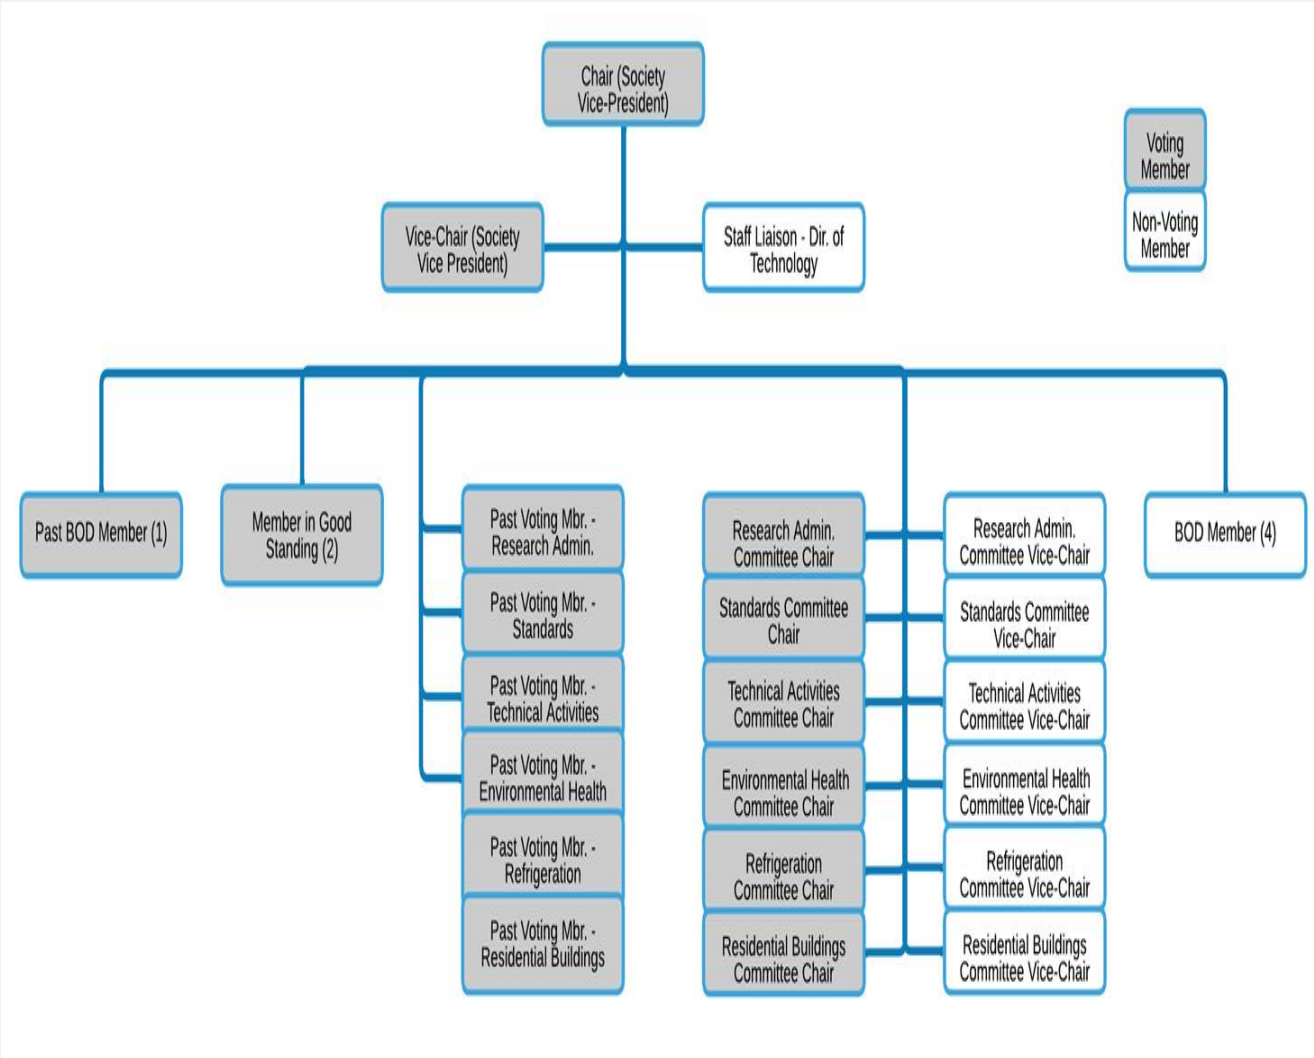 Chair (Society
Vice-President)
Voting
Member
Non-Voting
Member
Vice-Chair (Society
Vice President)
Staff Liaison - Dir. of
Technology
Past BOD Member (1)
Member in Good
Standing (2)
Past Voting Mbr. -
Research Admin.
Past Voting Mbr. -
Standards
Past Voting Mbr. -
Technical Activities
Past Voting Mbr. -
Environmental Health
Past Voting Mbr. -
Refrigeration
Past Voting Mbr. -
Residential Buildings
Research Admin.
Committee Chair
Standards Committee
Chair
Technical Activities
Committee Chair
Environmental Health
Committee Chair
Refrigeration
Committee Chair
Residential Buildings
Committee Chair
Research Admin.
Committee Vice-Chair
Standards Committee
Vice-Chair
Technical Activities
Committee Vice-Chair
Environmental Health
Committee Vice-Chair
Refrigeration
Committee Vice-Chair
Residential Buildings
Committee Vice-Chair
BOD Member (4)